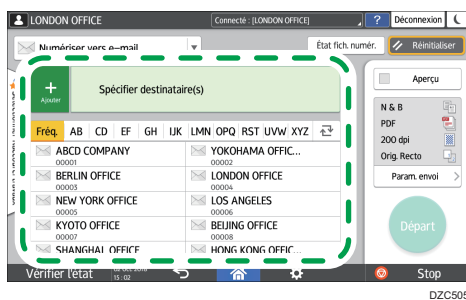 LONDON OFFICE
Connecté : [LONDON OFFICE]
?
Déconnexion
Numériser vers e-mail
État fich. numér.
Réinitialiser
Ajouter
Spécifier destinataire(s)
Aperçu
Fréq. AB CD EF GH IJK LMN OPQ RST UVW XYZ
ABCD COMPANY
00001
YOKOHAMA OFFIC...
00002
BERLIN OFFICE
00003
LONDON OFFICE
00004
NEW YORK OFFICE
00005
LOS ANGELES
00006
KYOTO OFFICE
00007
BEIJING OFFICE
00008
SHANGHAI OFFICE
HONG KONG OFFIC...
N & B
PDF
200 dpi
Orig. Recto
Param. envoi
Départ
Vérifier l'état
15 : 02
Stop
DZC505